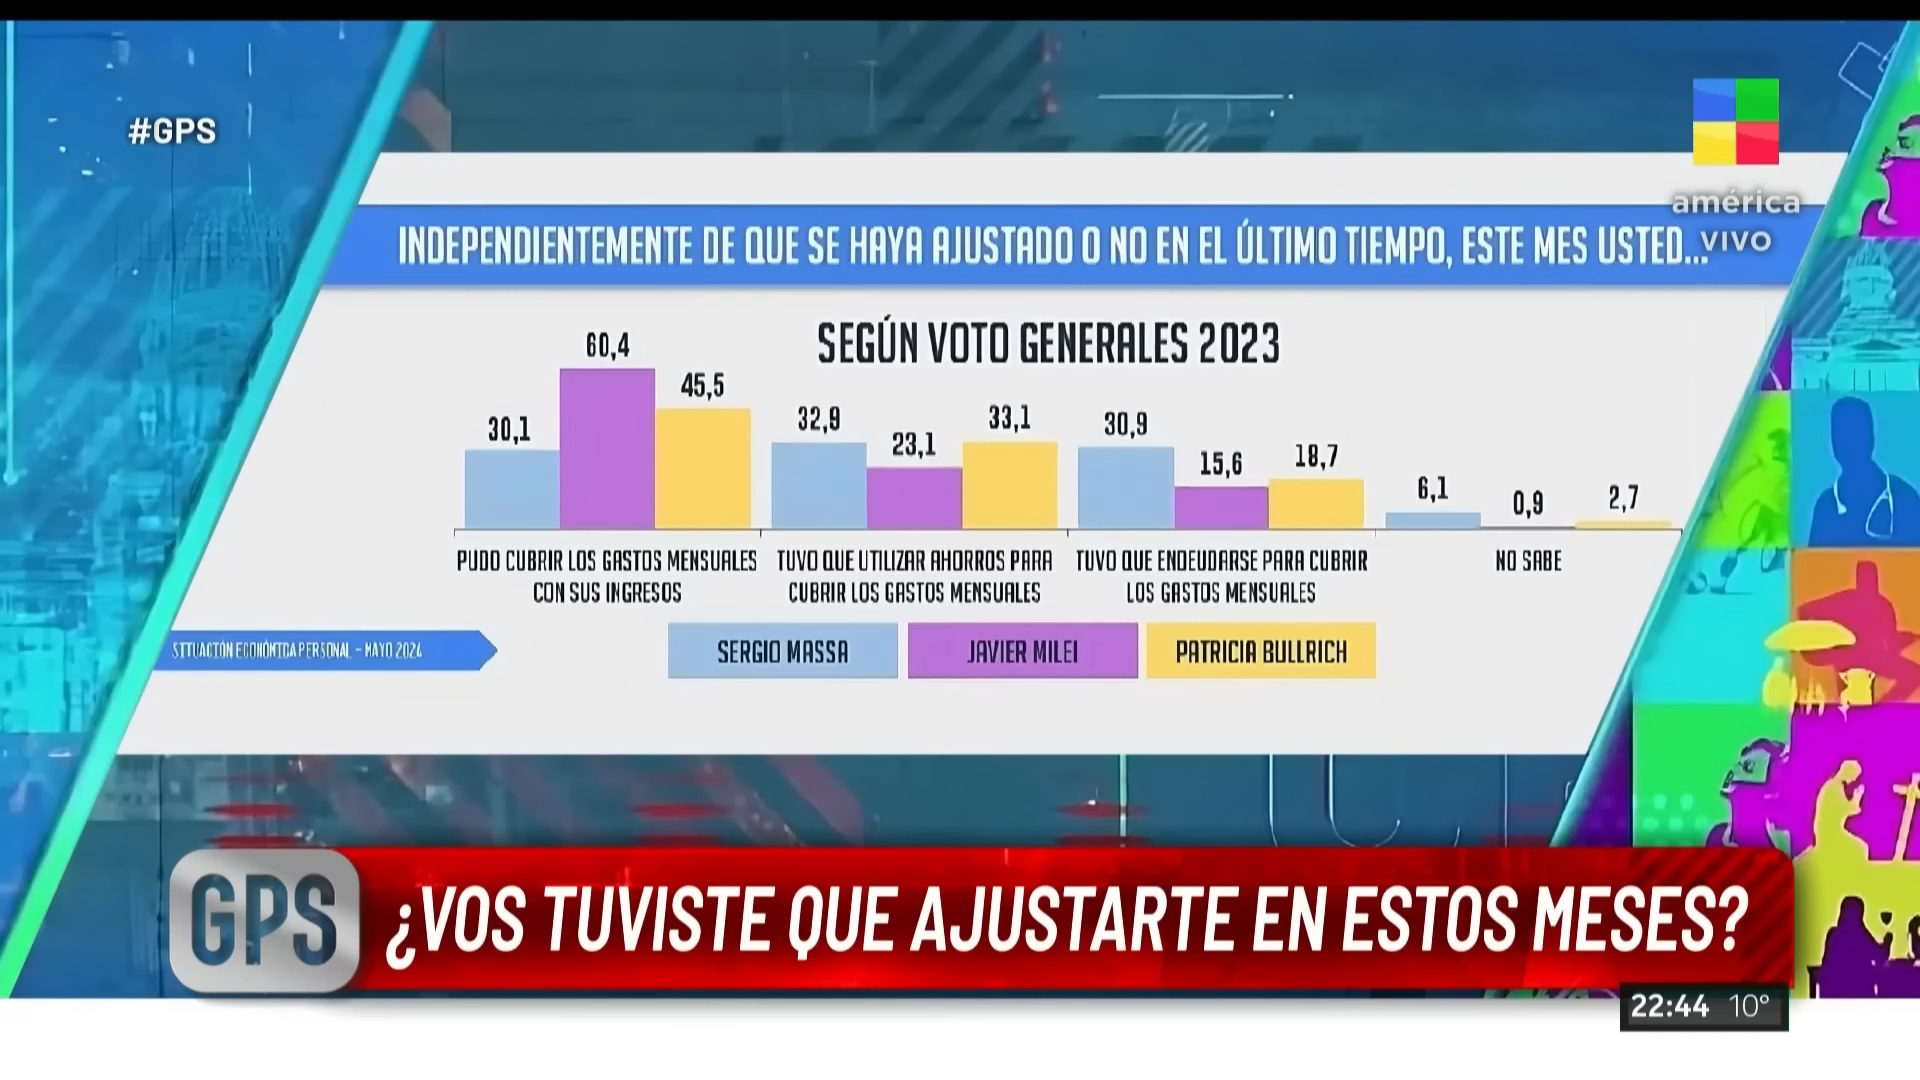 #GPS
américa
VIVO
INDEPENDIENTEMENTE DE QUE SE HAYA AJUSTADO O NO EN EL ÚLTIMO TIEMPO, ESTE MES USTED...
SEGÚN VOTO GENERALES 2023
30,1
60,4
45,5
32,9
23,1
33,1
30,9
15,6
18,7
6,1
0,9
2,7
PUDO CUBRIR LOS GASTOS MENSUALES
CON SUS INGRESOS
TUVO QUE UTILIZAR AHORROS PARA
CUBRIR LOS GASTOS MENSUALES
TUVO QUE ENDEUDARSE PARA CUBRIR
LOS GASTOS MENSUALES
NO SABE
SITUACIÓN ECONÓMICA PERSONAL - MAYO 2024
SERGIO MASSA
JAVIER MILEI
PATRICIA BULLRICH
GPS
¿VOS TUVISTE QUE AJUSTARTE EN ESTOS MESES?
22:44 10°